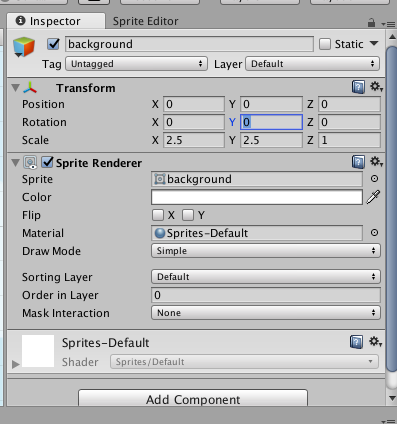 Inspector Sprite Editor
background Static
Tag Untagged Layer Default
Transform
Position X 0 Y 0 Z 0
Rotation X 0 Y 0 Z 0
Scale X 2.5 Y 2.5 Z 1
Sprite Renderer
Sprite background
Color
Flip X Y
Material Sprites-Default
Draw Mode Simple
Sorting Layer Default
Order in Layer 0
Mask Interaction None
Sprites-Default
Shader Sprites/Default
Add Component